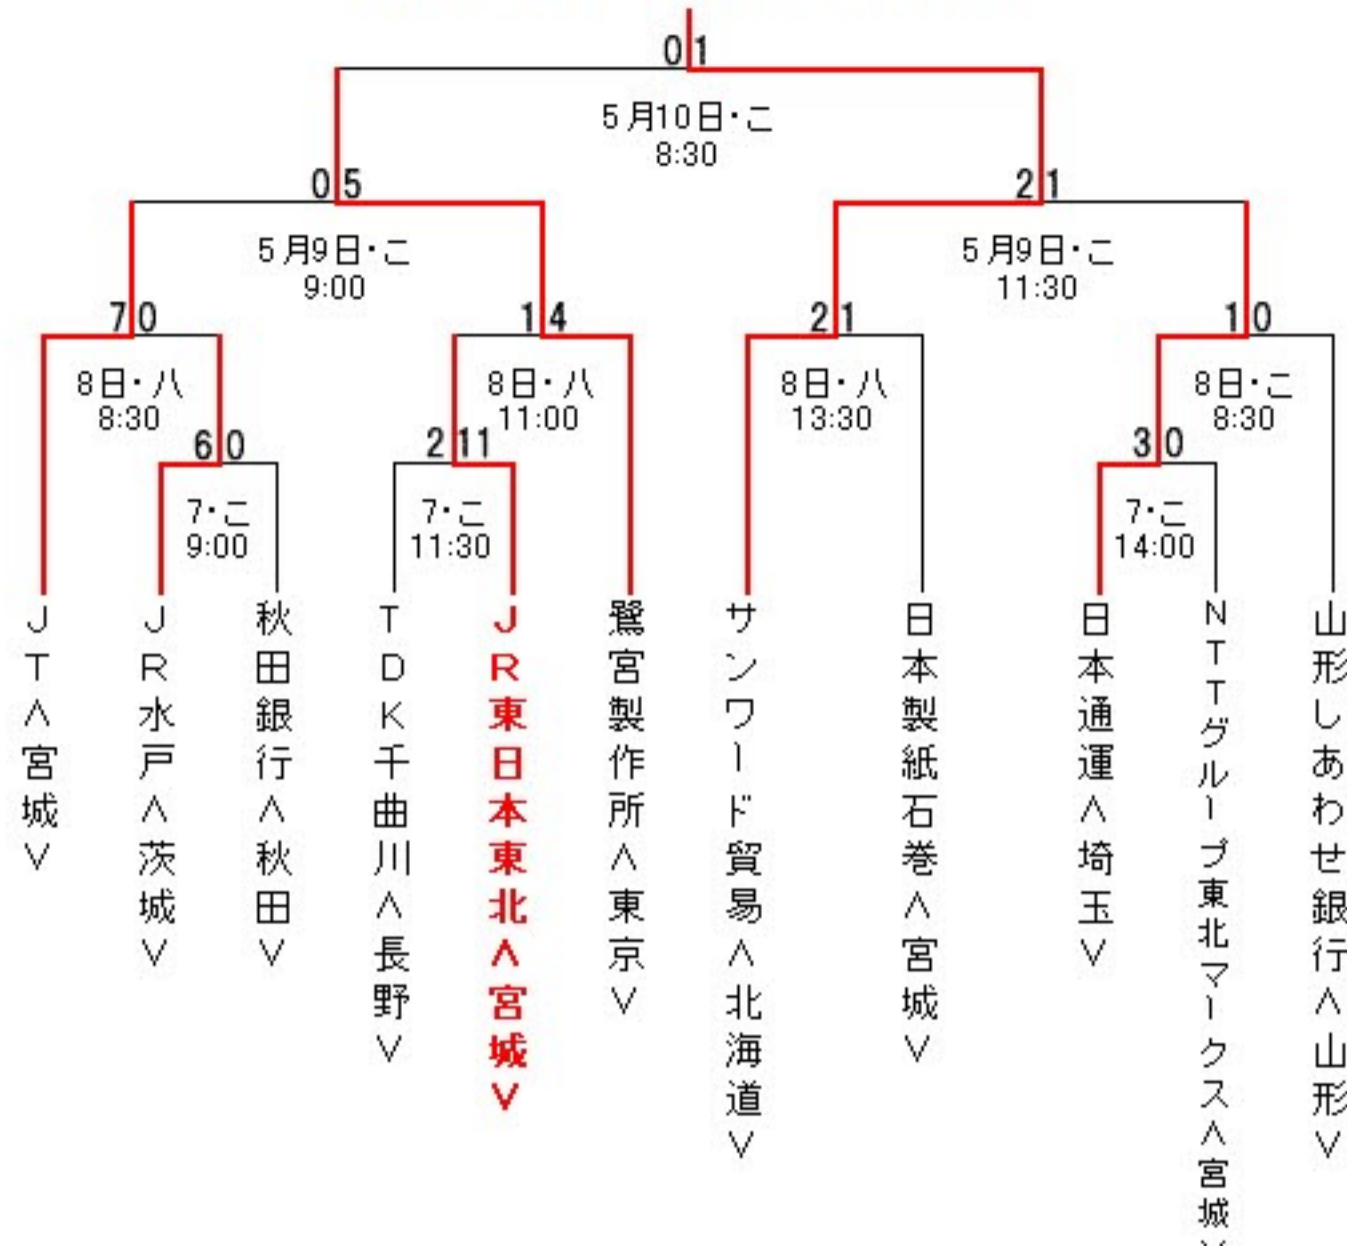 0 1
5月10日・こ
8:30
0 5
2 1
5月9日・こ
9:00
5月9日・こ
11:30
7 0
1 4
2 1
1 0
8日・八
8:30
8日・八
11:00
8日・八
13:30
8日・こ
8:30
6 0
2 11
3 0
7・こ
9:00
7・こ
11:30
7・こ
14:00
JT<宮城>
JR水戸<茨城>
秋田銀行<秋田>
TDK千曲川<長野>
JR東日本東北<宮城>
鷺宮製作所<東京>
サンワード貿易<北海道>
日本製紙石巻<宮城>
日本通運<埼玉>
NTTグループ東北マークス<宮城>
山形しあわせ銀行<山形>